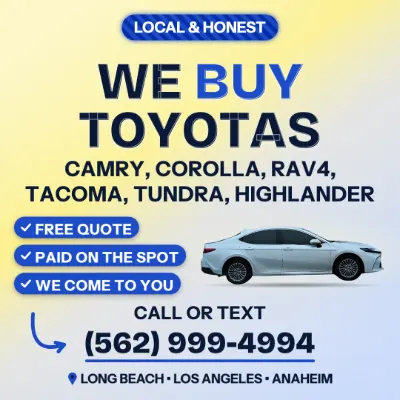 LOCAL & HONEST
WE BUY
TOYOTAS
CAMRY, COROLLA, RAV4,
TACOMA, TUNDRA, HIGHLANDER
FREE QUOTE
PAID ON THE SPOT
WE COME TO YOU
CALL OR TEXT
(562) 999-4994
LONG BEACH • LOS ANGELES • ANAHEIM